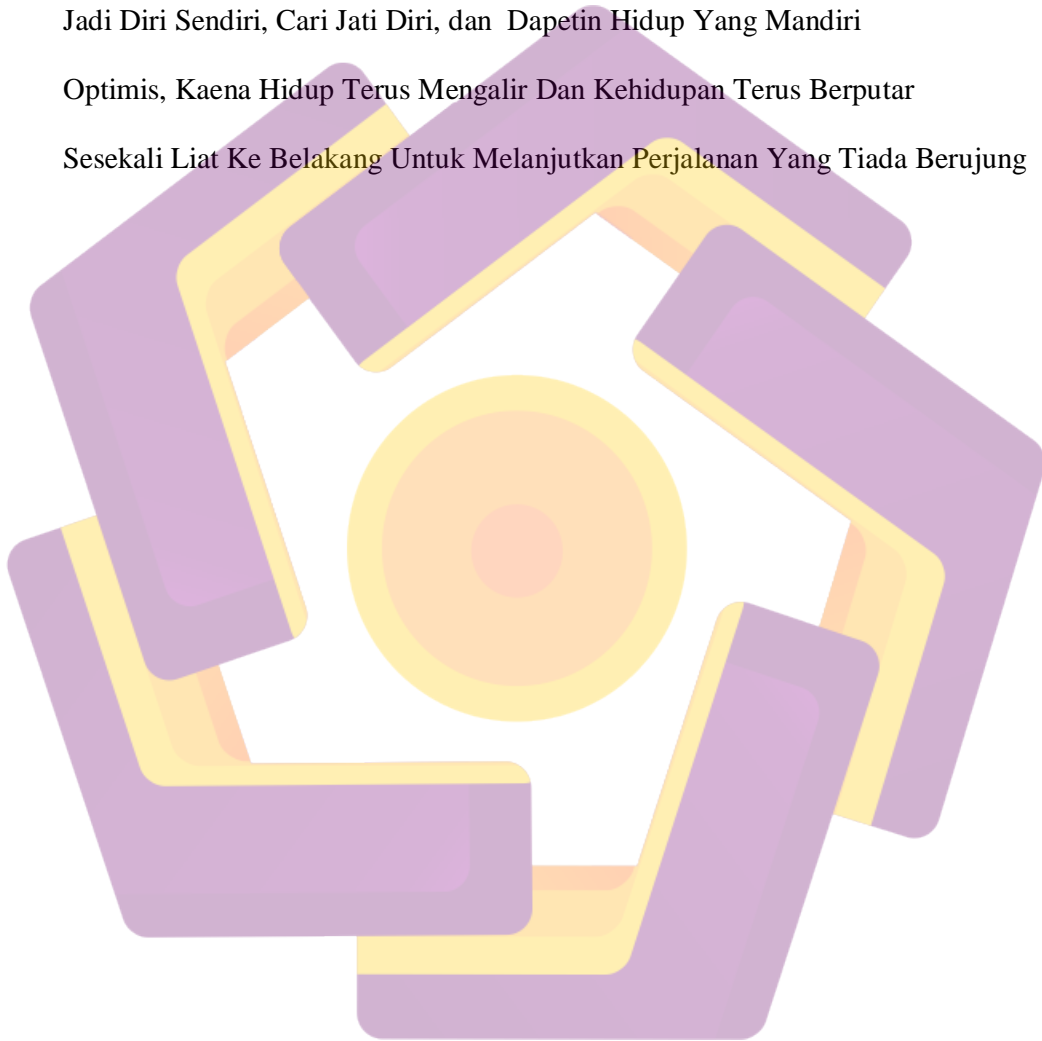 Jadi Diri Sendiri, Cari Jati Diri, dan  Dapetin Hidup Yang Mandiri
Optimis, Kaena Hidup Terus Mengalir Dan Kehidupan Terus Berputar
Sesekali Liat Ke Belakang Untuk Melanjutkan Perjalanan Yang Tiada Berujung